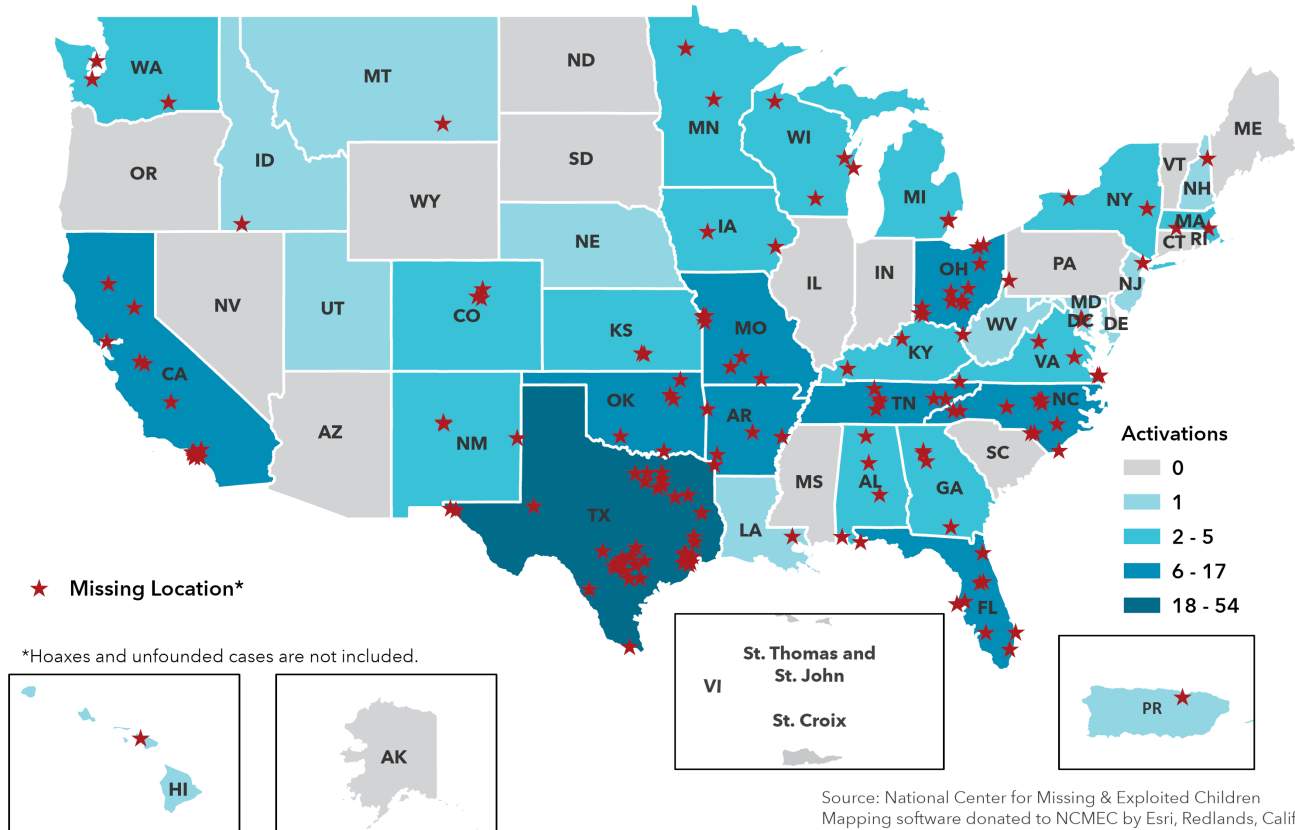 WA
MT
ND
MN
OR
ID
SD
WI
WY
MI
NY
VT
ME
NH
MA
CT
RI
IA
NE
NV
UT
CO
IL
IN
OH
PA
NJ
MD
DC
DE
WV
CA
KS
MO
KY
VA
AZ
NM
OK
AR
TN
NC
TX
LA
MS
AL
GA
SC
FL
Activations
0
1
2 - 5
6 - 17
18 - 54
Missing Location*
*Hoaxes and unfounded cases are not included.
HI
AK
VI
St. Thomas and
St. John
St. Croix
PR
Source: National Center for Missing & Exploited Children
Mapping software donated to NCMEC by Esri, Redlands, Calif